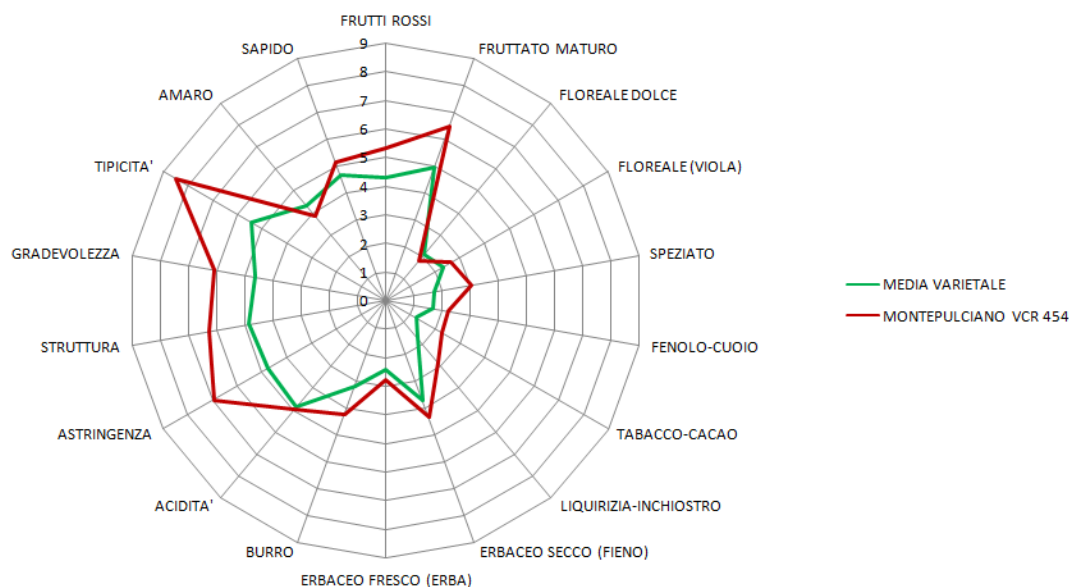 FRUTTI ROSSI
FRUTTATO MATURO
FLOREALE DOLCE
FLOREALE (VIOLA)
SPEZIATO
FENOLO-CUOIO
TABACCO-CACAO
LIQUIRIZIA-INCHIOSTRO
ERBACEO SECCO (FIENO)
ERBACEO FRESCO (ERBA)
BURRO
ACIDITA'
ASTRINGENZA
STRUTTURA
GRADEVOLEZZA
TIPICITA'
AMARO
SAPIDO
9
8
7
6
5
4
3
2
1
0
MEDIA VARIETALE
MONTEPULCIANO VCR 454